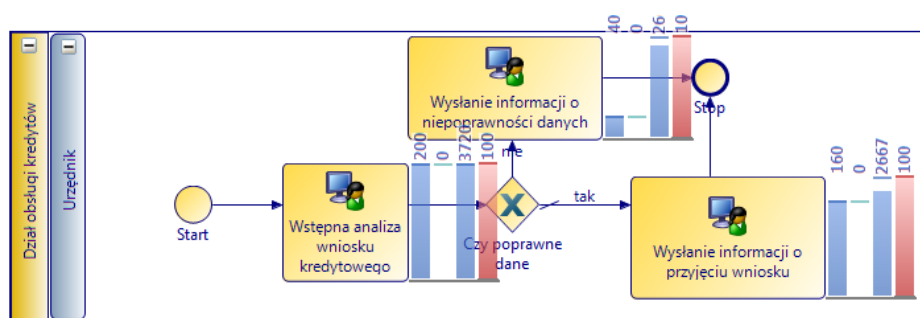 Dział obsługi kredytów
Urzędnik
Start
Wstępna analiza
wniosku
kredytowego
200
0
3720
100
Wysłanie informacji o
niepoprawności danych
40
0
26
10
Stop
nie
Czy poprawne
dane
tak
Wysłanie informacji o
przyjęciu wniosku
160
0
2667
100